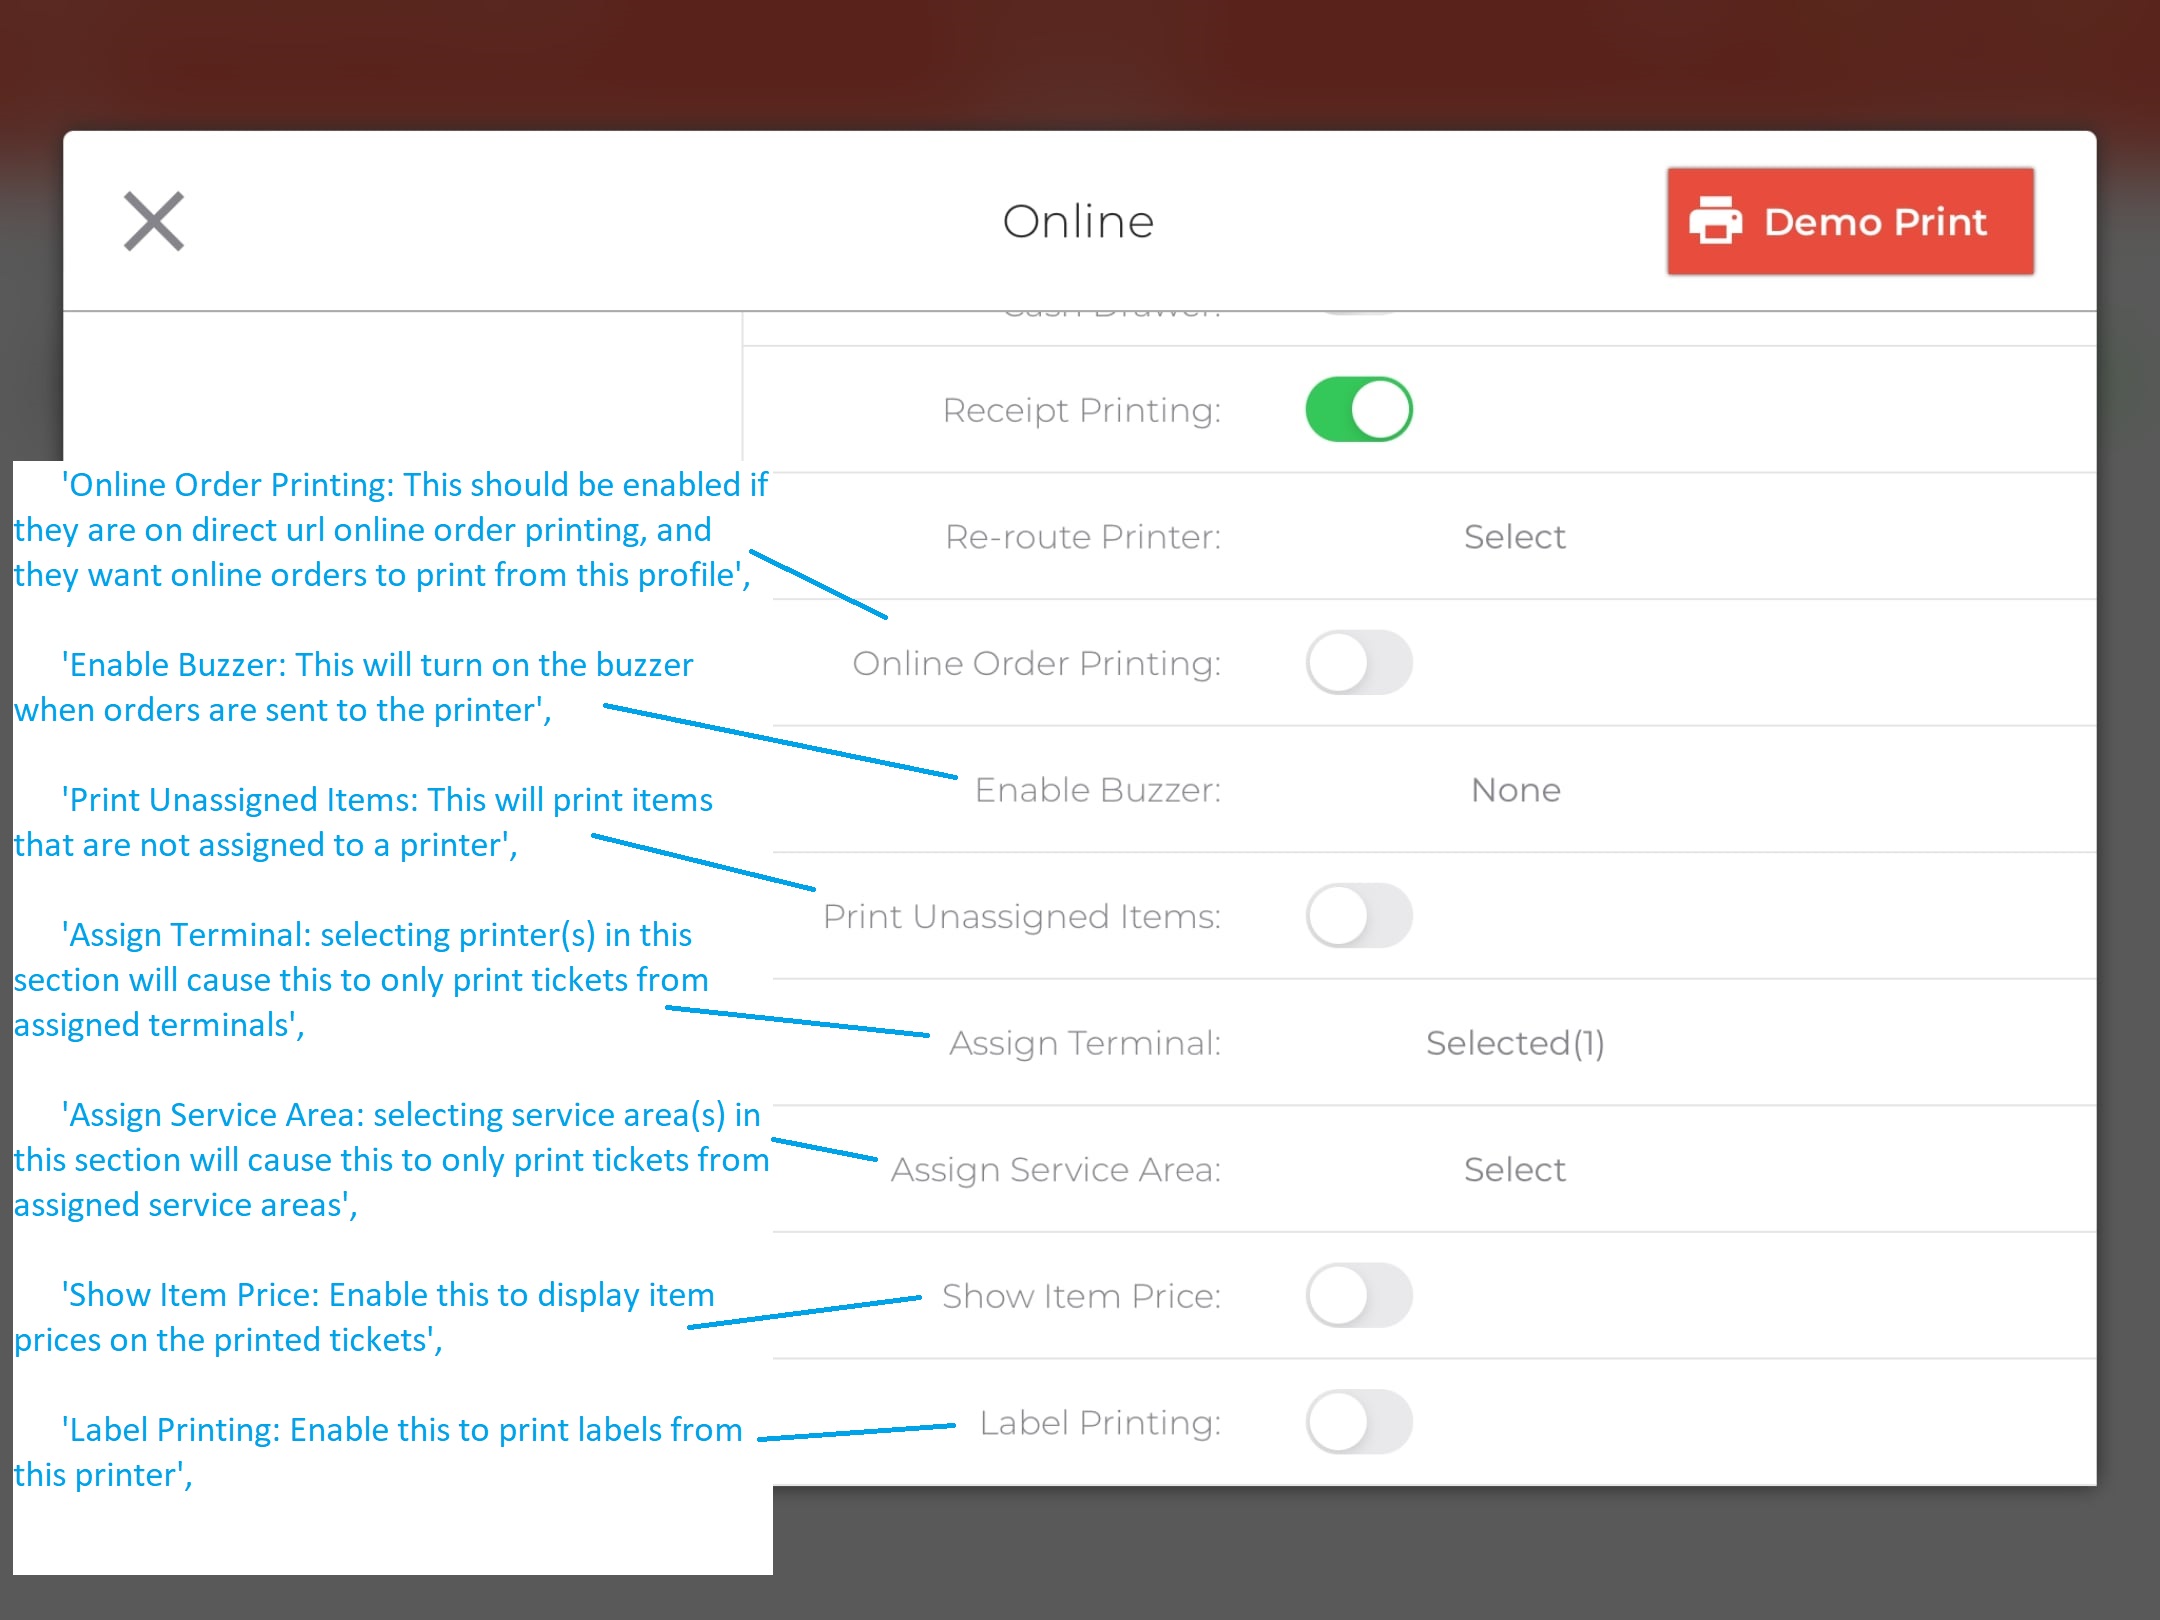 Online
Demo Print
Cash Drawer:
Receipt Printing:
'Online Order Printing: This should be enabled if
they are on direct url online order printing, and
they want online orders to print from this profile',
Re-route Printer: Select
Online Order Printing:
'Enable Buzzer: This will turn on the buzzer
when orders are sent to the printer',
Enable Buzzer: None
'Print Unassigned Items: This will print items
that are not assigned to a printer',
Print Unassigned Items:
'Assign Terminal: selecting printer(s) in this
section will cause this to only print tickets from
assigned terminals',
Assign Terminal: Selected(1)
'Assign Service Area: selecting service area(s) in
this section will cause this to only print tickets from
assigned service areas',
Assign Service Area: Select
'Show Item Price: Enable this to display item
prices on the printed tickets',
Show Item Price:
'Label Printing: Enable this to print labels from
this printer',
Label Printing: